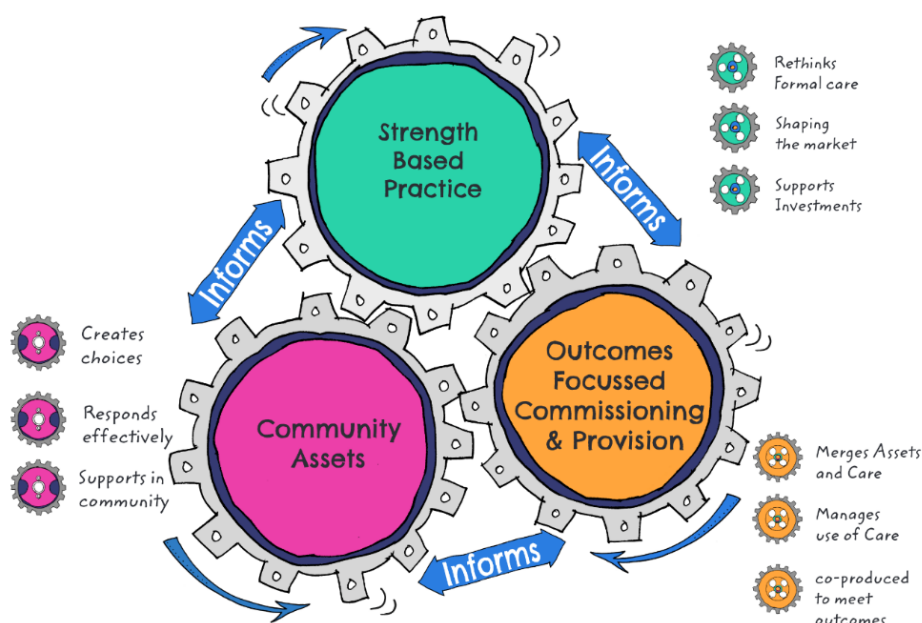 Strength
Based
Practice
Informs
Informs
Rethinks
Formal care
Shaping
the market
Supports
Investments
Creates
choices
Responds
effectively
Supports in
community
Community
Assets
Outcomes
Focussed
Commissioning
& Provision
Informs
Merges Assets
and Care
Manages
use of Care
co-produced
to meet
outcomes